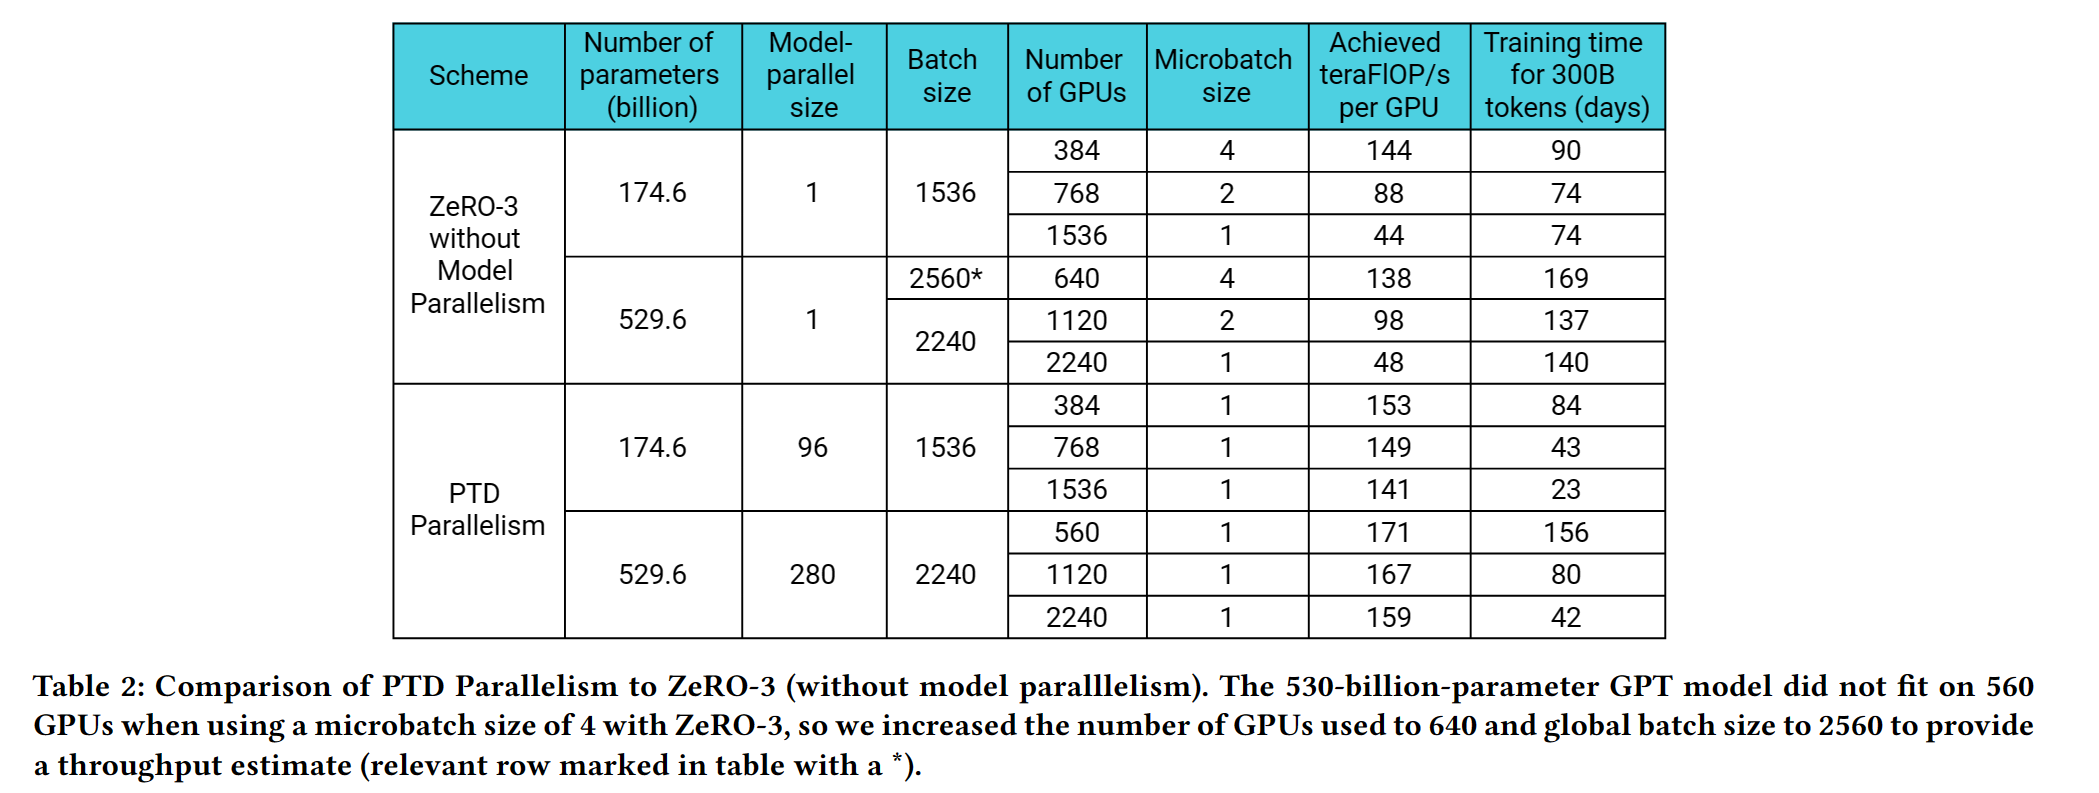 Scheme
Number of
parameters
(billion)
Model-
parallel
size
Batch
size
Number
of GPUs
Microbatch
size
Achieved
teraFlOP/s
per GPU
Training time
for 300B
tokens (days)
ZeRO-3
without
Model
Parallelism
174.6
1
1536
384 4 144 90
768 2 88 74
1536 1 44 74
529.6
1
2560*
640 4 138 169
2240
1120 2 98 137
2240 1 48 140
PTD
Parallelism
174.6
96
1536
384 1 153 84
768 1 149 43
1536 1 141 23
529.6
280
2240
560 1 171 156
1120 1 167 80
2240 1 159 42
Table 2: Comparison of PTD Parallelism to ZeRO-3 (without model paralllelism). The 530-billion-parameter GPT model did not fit on 560
GPUs when using a microbatch size of 4 with ZeRO-3, so we increased the number of GPUs used to 640 and global batch size to 2560 to provide
a throughput estimate (relevant row marked in table with a *).